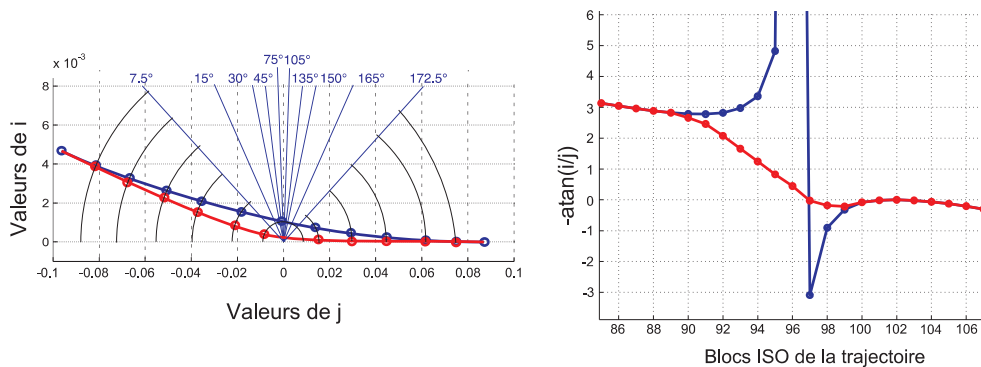 x 10⁻³
75° 105°
7.5° 15° 30° 45° 135° 150° 165° 172.5°
8
6
4
2
0
-0.1 -0.08 -0.06 -0.04 -0.02 0 0.02 0.04 0.06 0.08 0.1
Valeurs de i
Valeurs de j
6
5
4
3
2
1
0
-1
-2
-3
86 88 90 92 94 96 98 100 102 104 106
-atan(i/j)
Blocs ISO de la trajectoire